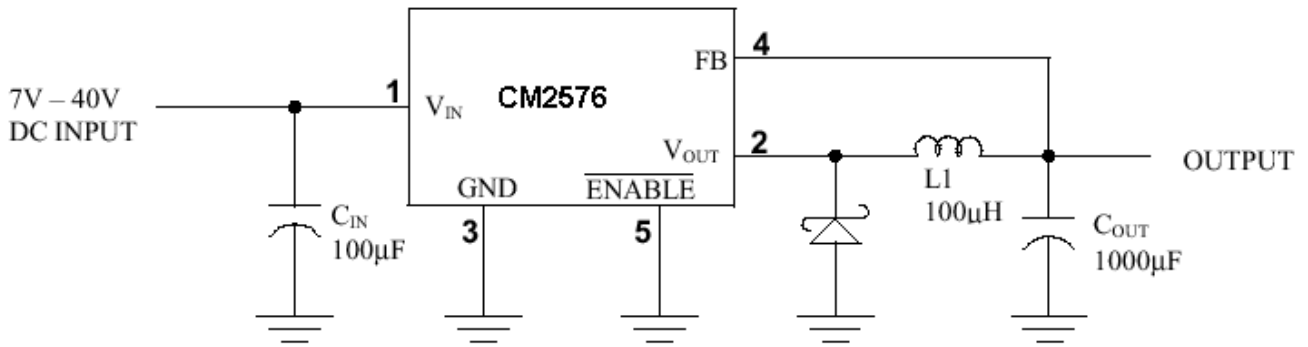 4
FB
7V – 40V
DC INPUT
1
VIN
CM2576
VOUT
2
OUTPUT
GND
ENABLE
L1
100µH
CIN
100µF
3
5
COUT
1000µF